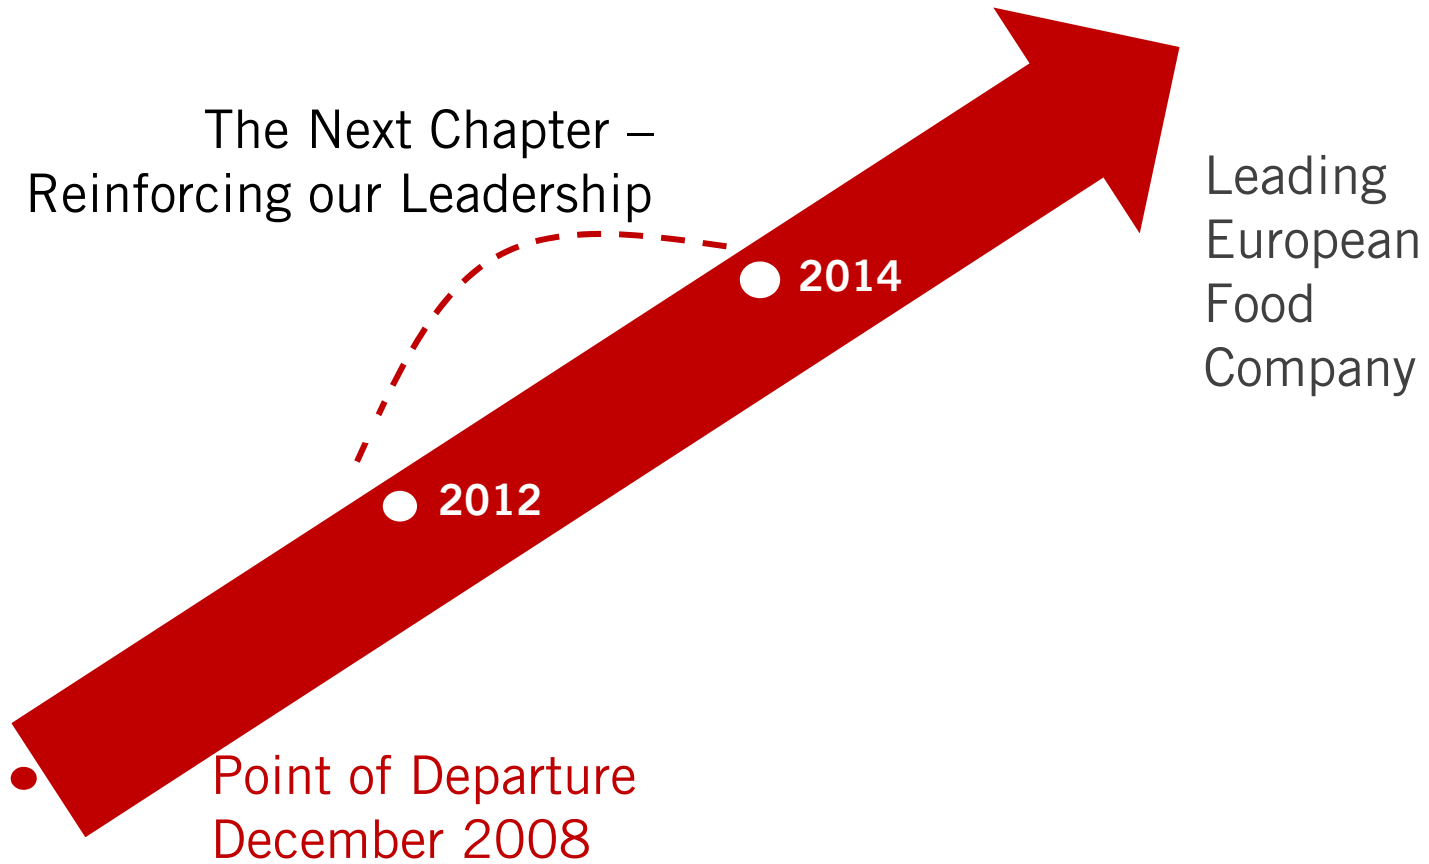 The Next Chapter –
Reinforcing our Leadership
Leading
European
Food
Company
2014
2012
Point of Departure
December 2008